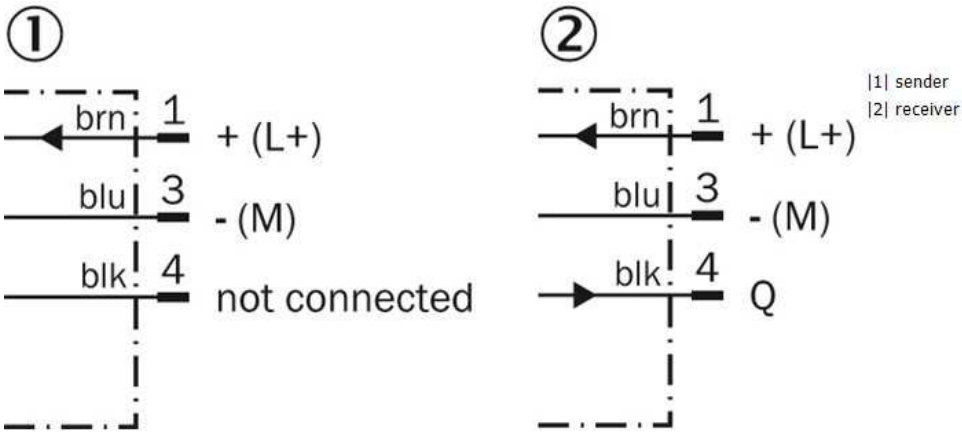 ① ②
brn 1 + (L+)
blu 3 - (M)
blk 4 not connected
brn 1 + (L+)
blu 3 - (M)
blk 4 Q
|1| sender
|2| receiver